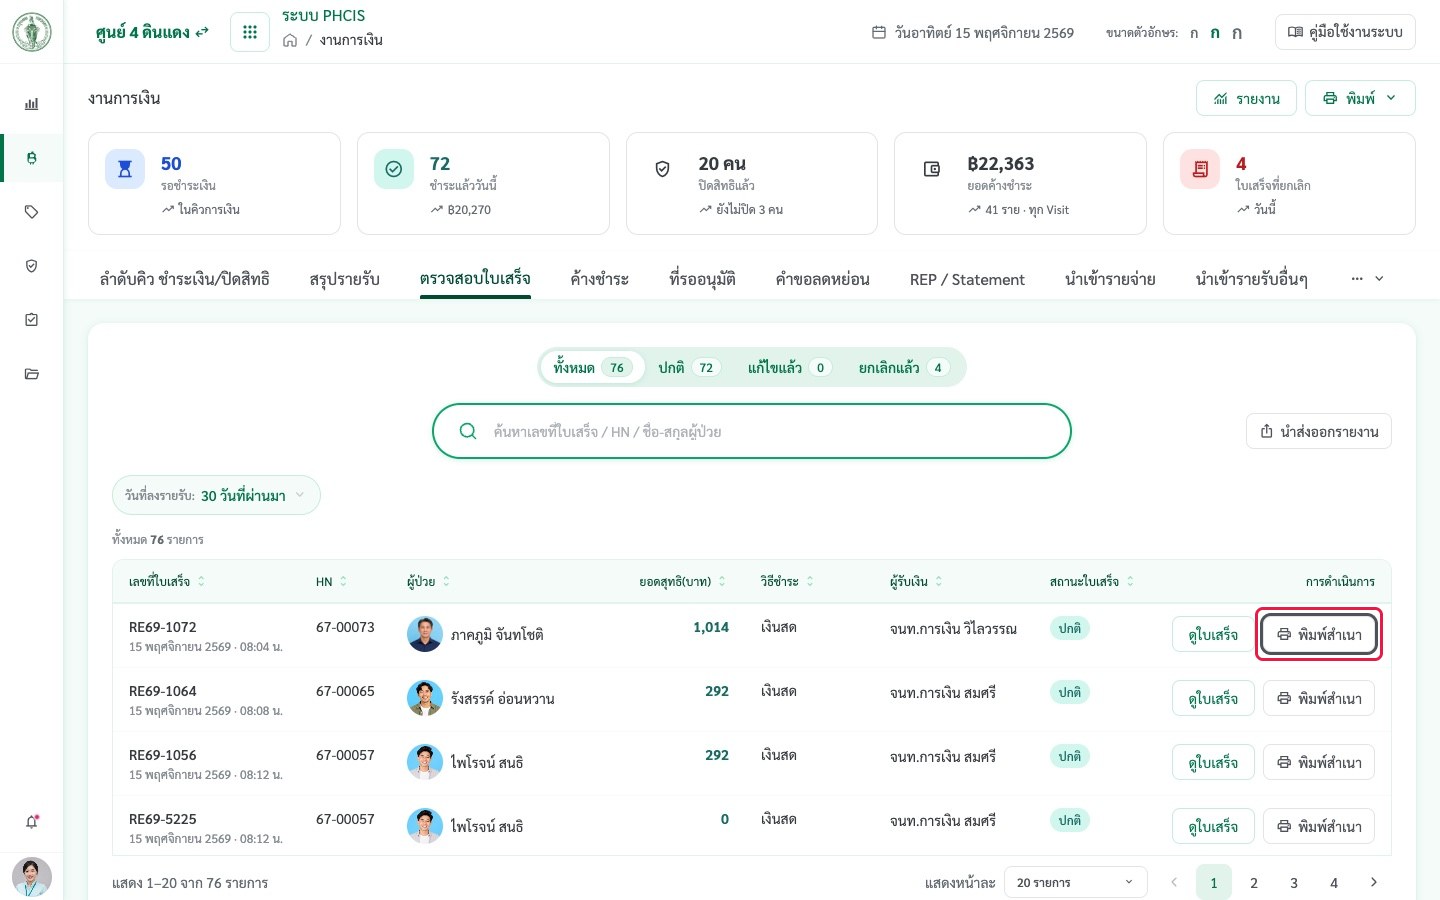 ศูนย์ 4 ดินแดง
ระบบ PHCIS
/ งานการเงิน
วันอาทิตย์ 15 พฤศจิกายน 2569
ขนาดตัวอักษร: ก ก ก
คู่มือใช้งานระบบ
งานการเงิน
รายงาน
พิมพ์
50
รอชำระเงิน
ในคิวการเงิน
72
ชำระแล้ววันนี้
฿20,270
20 คน
ปิดสิทธิแล้ว
ยังไม่ปิด 3 คน
฿22,363
ยอดค้างชำระ
41 ราย · ทุก Visit
4
ใบเสร็จที่ยกเลิก
วันนี้
ลำดับคิว ชำระเงิน/ปิดสิทธิ สรุปรายรับ ตรวจสอบใบเสร็จ ค้างชำระ ที่รออนุมัติ คำขอลดหย่อน REP / Statement นำเข้ารายจ่าย นำเข้ารายรับอื่นๆ ...
ทั้งหมด 76 ปกติ 72 แก้ไขแล้ว 0 ยกเลิกแล้ว 4
ค้นหาเลขที่ใบเสร็จ / HN / ชื่อ-สกุลผู้ป่วย
นำส่งออกรายงาน
วันที่ลงรายรับ: 30 วันที่ผ่านมา
ทั้งหมด 76 รายการ
เลขที่ใบเสร็จ HN ผู้ป่วย ยอดสุทธิ(บาท) วิธีชำระ ผู้รับเงิน สถานะใบเสร็จ การดำเนินการ
RE69-1072 67-00073 ภาคภูมิ จันทโชติ 1,014 เงินสด จนท.การเงิน วิไลวรรณ ปกติ ดูใบเสร็จ พิมพ์สำเนา
15 พฤศจิกายน 2569 · 08:04 น.
RE69-1064 67-00065 รังสรรค์ อ่อนหวาน 292 เงินสด จนท.การเงิน สมศรี ปกติ ดูใบเสร็จ พิมพ์สำเนา
15 พฤศจิกายน 2569 · 08:08 น.
RE69-1056 67-00057 ไพโรจน์ สนธิ 292 เงินสด จนท.การเงิน สมศรี ปกติ ดูใบเสร็จ พิมพ์สำเนา
15 พฤศจิกายน 2569 · 08:12 น.
RE69-5225 67-00057 ไพโรจน์ สนธิ 0 เงินสด จนท.การเงิน สมศรี ปกติ ดูใบเสร็จ พิมพ์สำเนา
15 พฤศจิกายน 2569 · 08:12 น.
แสดง 1–20 จาก 76 รายการ
แสดงหน้าละ 20 รายการ
1 2 3 4